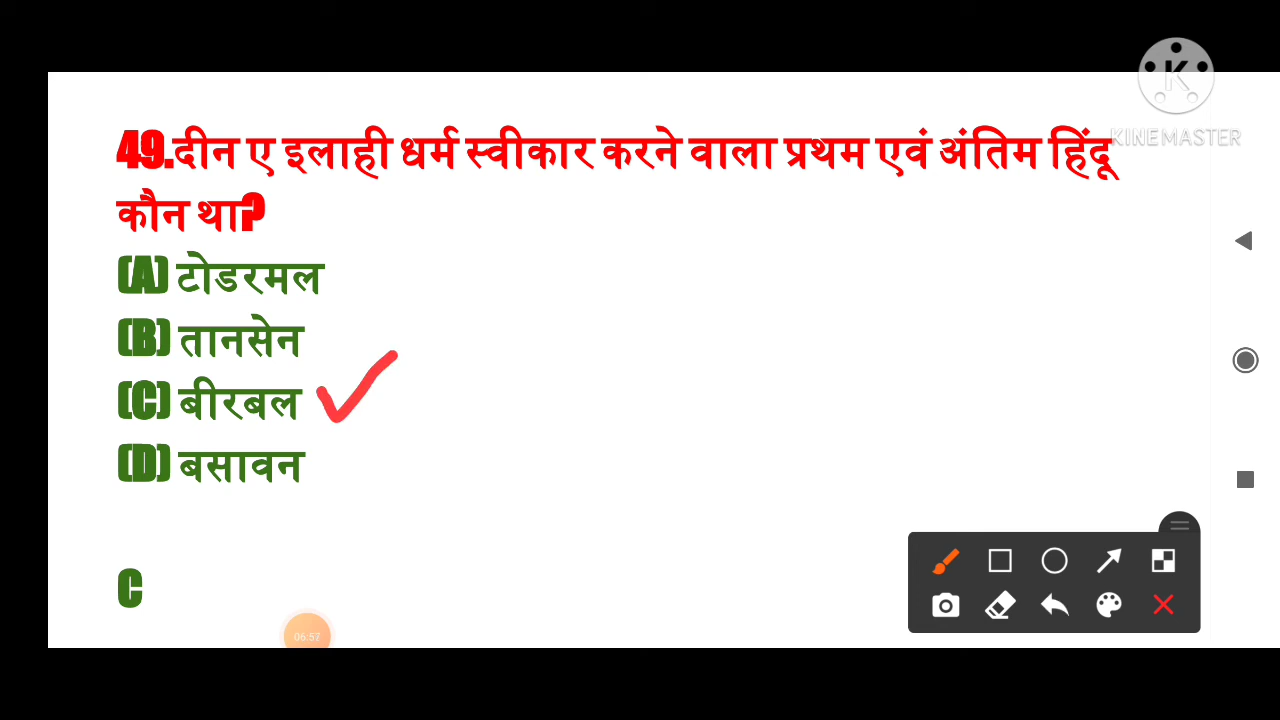 KINEMASTER
49.दीन ए इलाही धर्म स्वीकार करने वाला प्रथम एवं अंतिम हिंदू
कौन था?
(A) टोडरमल
(B) तानसेन
(C) बीरबल
(D) बसावन
C
06:57